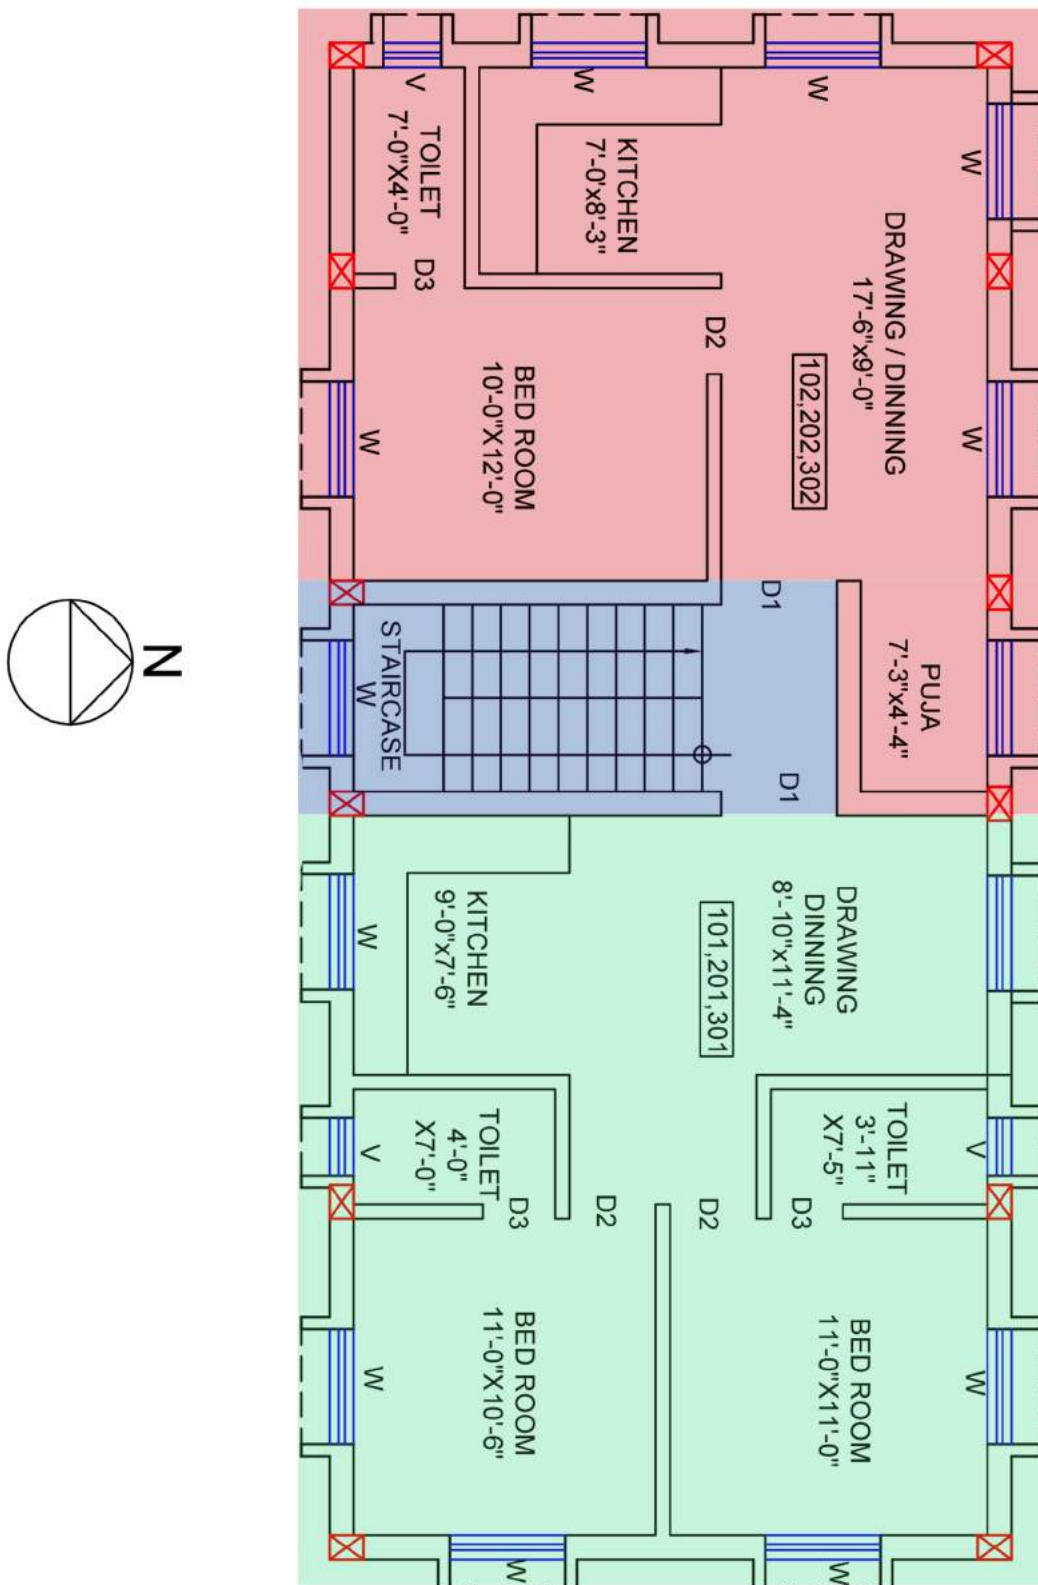 V
W
W
TOILET
7'-0"X4'-0"
KITCHEN
7'-0'x8'-3"
W
DRAWING / DINNING
17'-6"x9'-0"
D3
D2
BED ROOM
10'-0"X12'-0"
102,202,302
W
W
D1
STAIRCASE
W
PUJA
7'-3"x4'-4"
N
D1
KITCHEN
9'-0"x7'-6"
W
DRAWING
DINNING
8'-10"x11'-4"
101,201,301
TOILET
4'-0"
X7'-0"
V
TOILET
3'-11"
X7'-5"
V
D3
D2
D2
D3
BED ROOM
11'-0"X10'-6"
W
BED ROOM
11'-0"X11'-0"
W
W
W